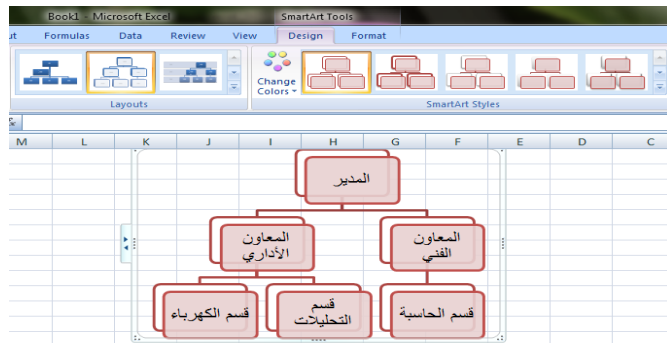 Book1 - Microsoft Excel
SmartArt Tools
ut Formulas Data Review View Design Format
Change
Colors
Layouts
SmartArt Styles
M L K J I H G F E D C
المدير
المعاون
الفني
المعاون
الأداري
قسم الحاسبة
قسم
التحليلات
قسم الكهرباء